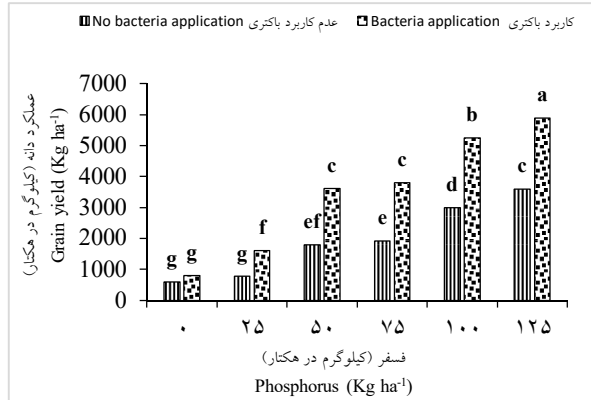 No bacteria application عدم کاربرد باکتری Bacteria application کاربرد باکتری
عملکرد دانه (کیلوگرم در هکتار)
Grain yield (Kg ha-1)
7000
6000
5000
4000
3000
2000
1000
0
g g g f ef c e c d b c a
۰ ۲۵ ۵۰ ۷۵ ۱۰۰ ۱۲۵
فسفر (کیلوگرم در هکتار)
Phosphorus (Kg ha-1)